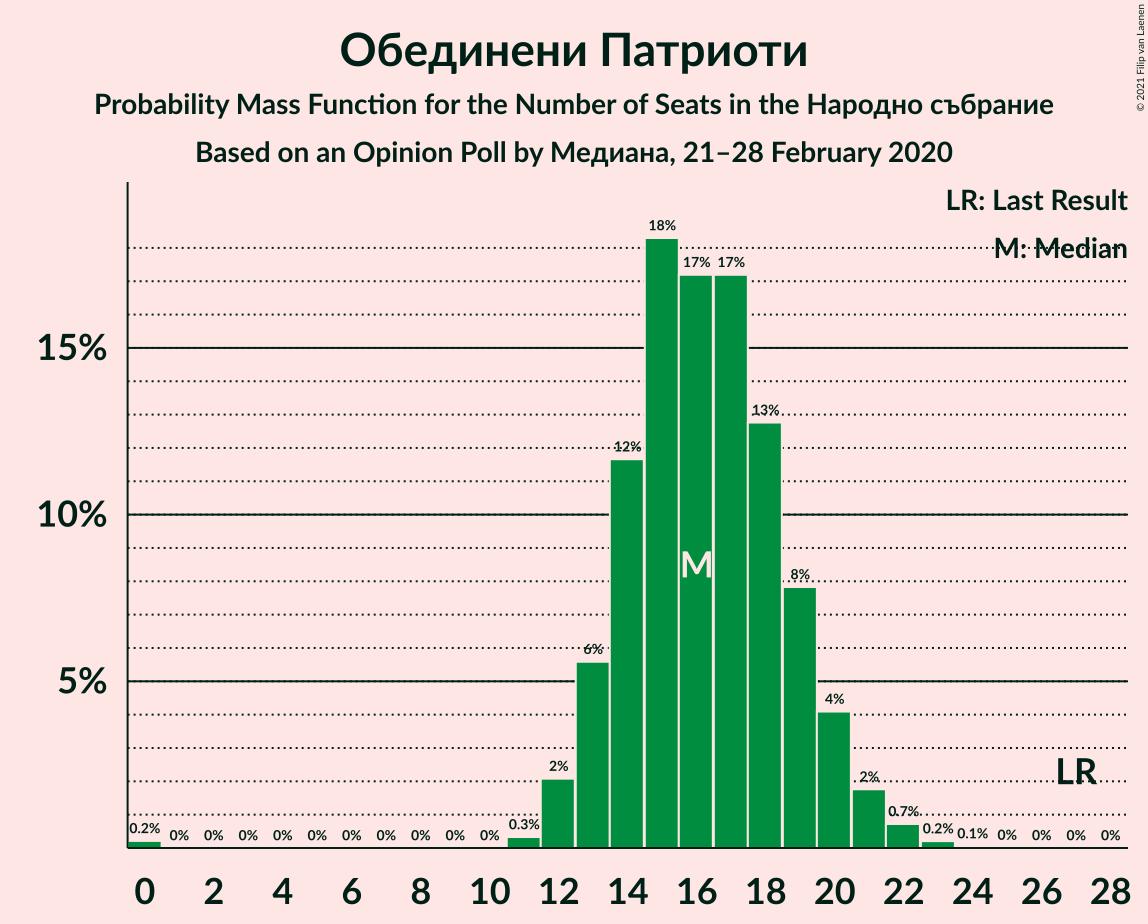 Обединени Патриоти
Probability Mass Function for the Number of Seats in the Народно събрание
Based on an Opinion Poll by Медиана, 21–28 February 2020
© 2021 Filip van Laenen
LR: Last Result
M: Median
15%
10%
5%
18%
17% 17%
13%
12%
8%
6%
4%
2% 2%
0.2% 0% 0% 0% 0% 0% 0% 0% 0% 0% 0% 0.3% 0.7% 0.2% 0.1% 0% 0% 0% 0%
M
LR
0 2 4 6 8 10 12 14 16 18 20 22 24 26 28